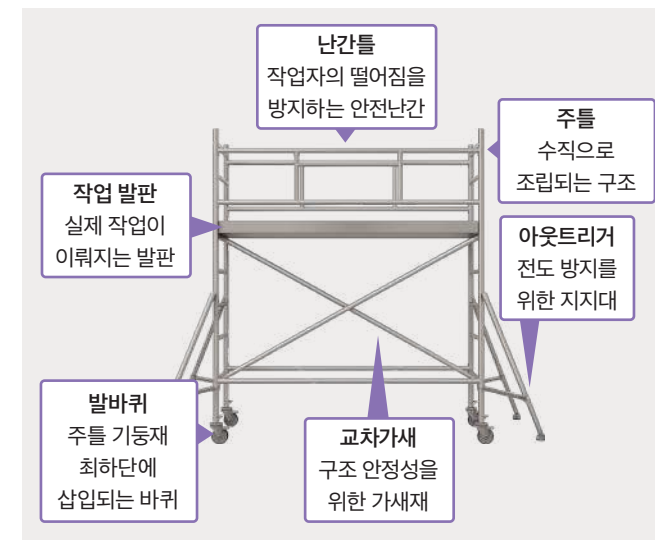 난간틀
작업자의 떨어짐을
방지하는 안전난간
주틀
수직으로
조립되는 구조
작업 발판
실제 작업이
이뤄지는 발판
아웃트리거
전도 방지를
위한 지지대
발바퀴
주틀 기둥재
최하단에
삽입되는 바퀴
교차가새
구조 안정성을
위한 가새재